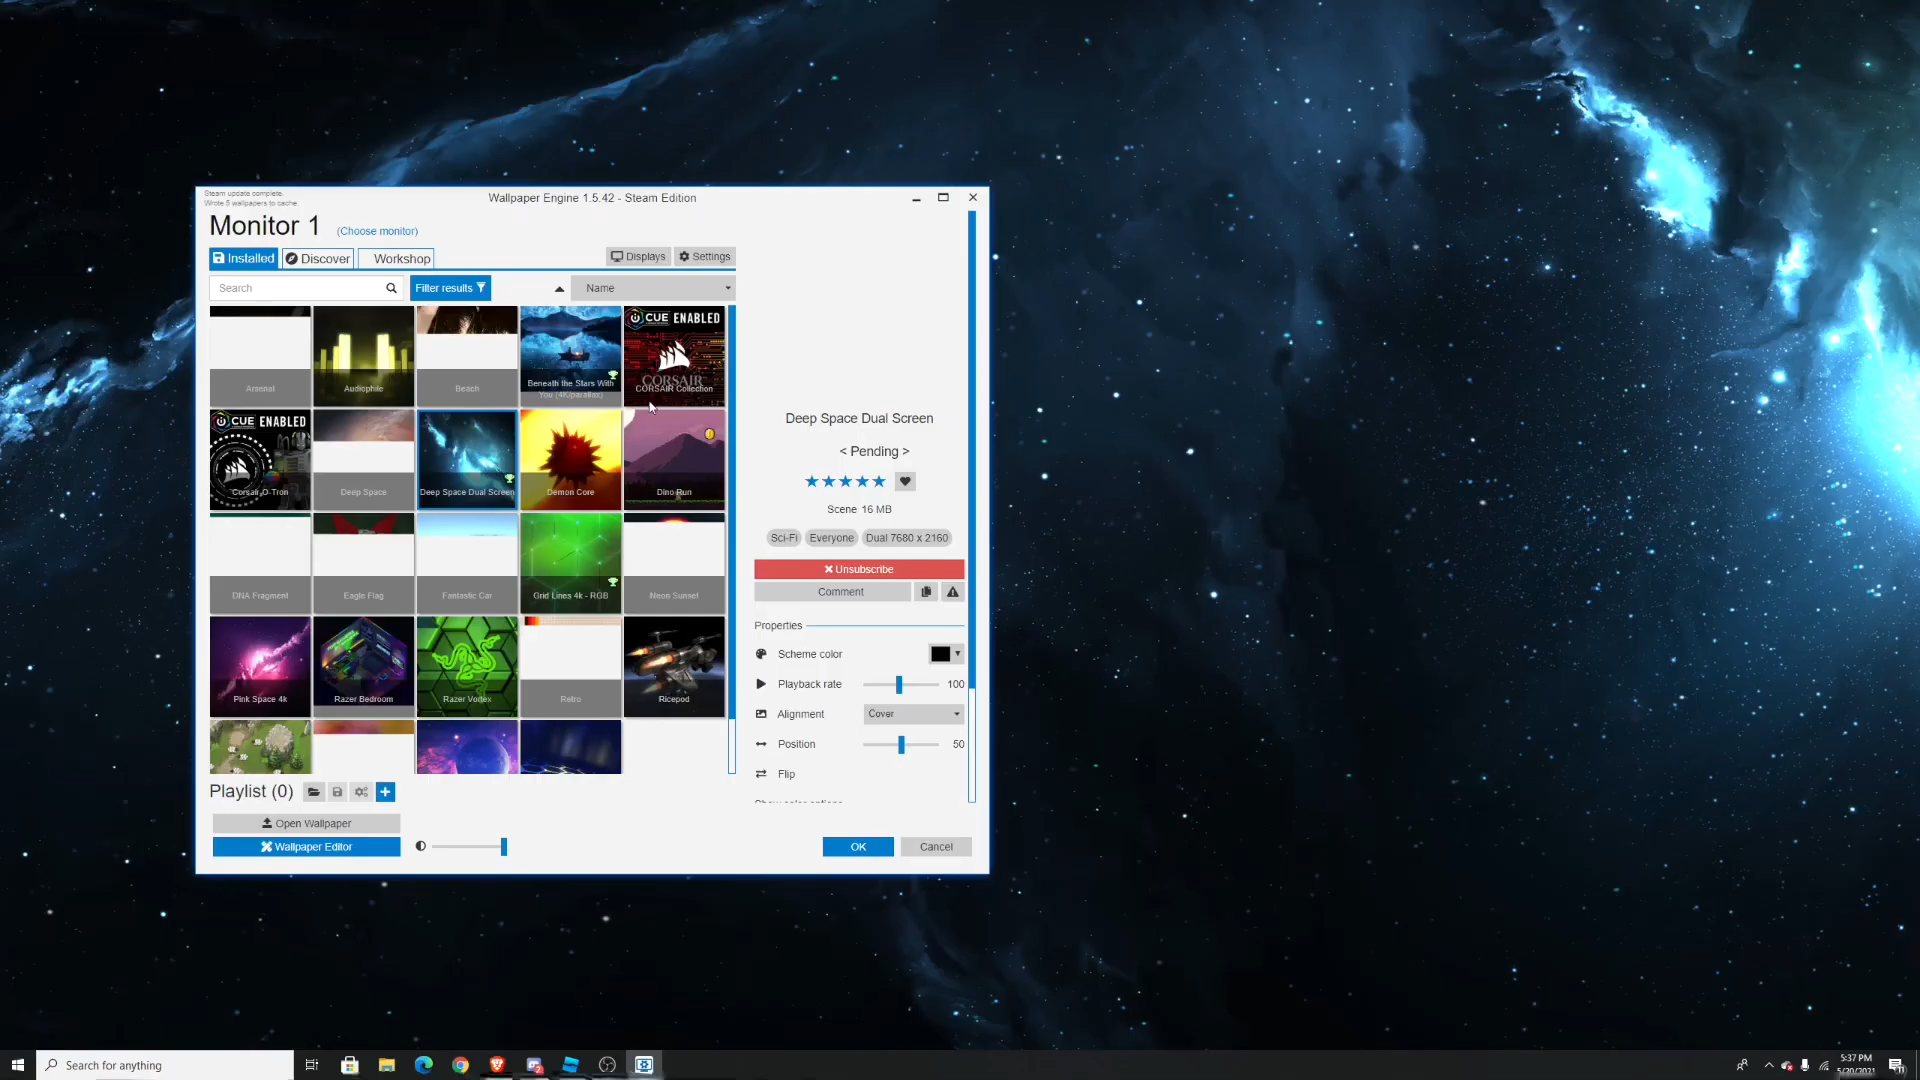 Steam update complete.
Wrote 5 wallpapers to cache.
Wallpaper Engine 1.5.42 - Steam Edition
Monitor 1 (Choose monitor)
Installed Discover Workshop Displays Settings
Search Filter results Name
Arsenal Audiophile Beach Beneath the Stars With CORSAIR Collection
You (4K/parallax)
CUE ENABLED
CORSAIR
CUE ENABLED
Corsair-O-Tron Deep Space Deep Space Dual Screen Demon Core Dino Run
DNA Fragment Eagle Flag Fantastic Car Grid Lines 4k - RGB Neon Sunset
Pink Space 4k Razer Bedroom Razer Vortex Retro Ricepod
Playlist (0)
Open Wallpaper
Wallpaper Editor
Deep Space Dual Screen
< Pending >
Scene 16 MB
Sci-Fi Everyone Dual 7680 x 2160
Unsubscribe
Comment
Properties
Scheme color
Playback rate 100
Alignment Cover
Position 50
Flip
Show color options
OK Cancel
Search for anything
5:37 PM
5/20/2021